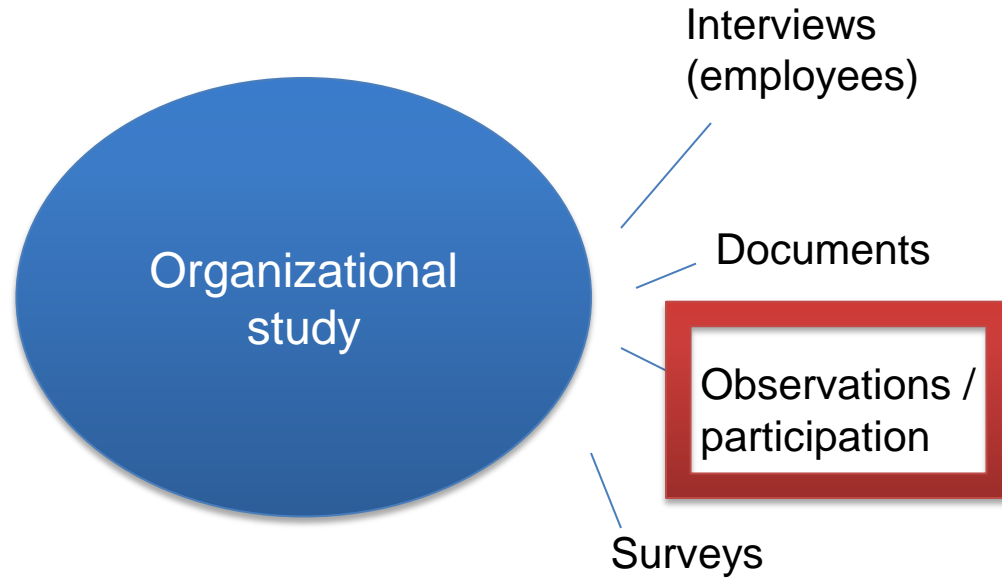 Interviews
(employees)
Organizational
study
Documents
Observations /
participation
Surveys